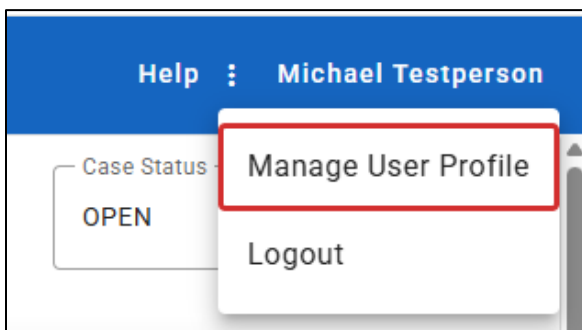 Help Michael Testperson
Case Status
Manage User Profile
OPEN
Logout